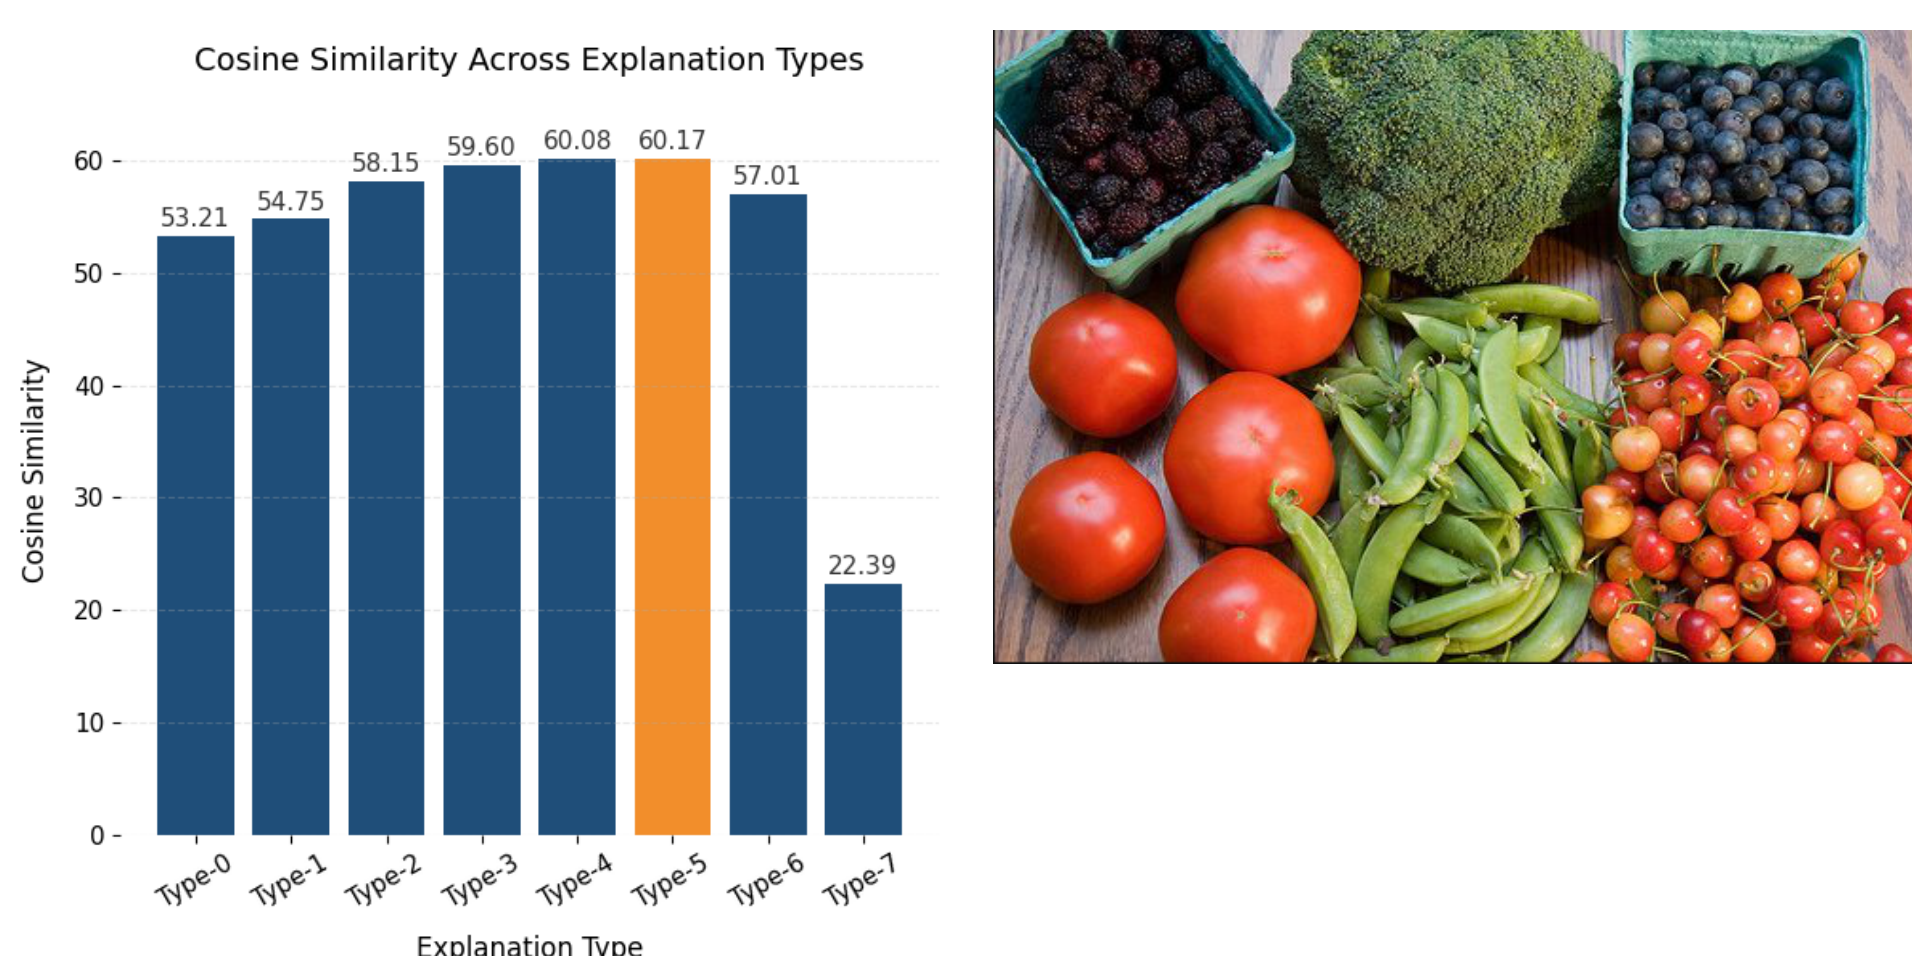 Cosine Similarity Across Explanation Types
Cosine Similarity
60
50
40
30
20
10
0
53.21
54.75
58.15
59.60
60.08
60.17
57.01
22.39
Type-0
Type-1
Type-2
Type-3
Type-4
Type-5
Type-6
Type-7
Explanation Type